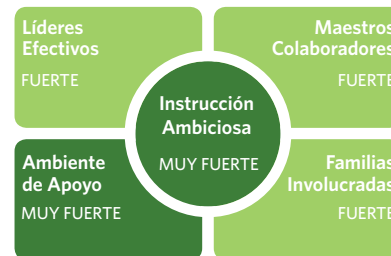 Líderes
Efectivos
FUERTE
Maestros
Colaboradores
FUERTE
Instrucción
Ambiciosa
MUY FUERTE
Ambiente
de Apoyo
MUY FUERTE
Familias
Involucradas
FUERTE